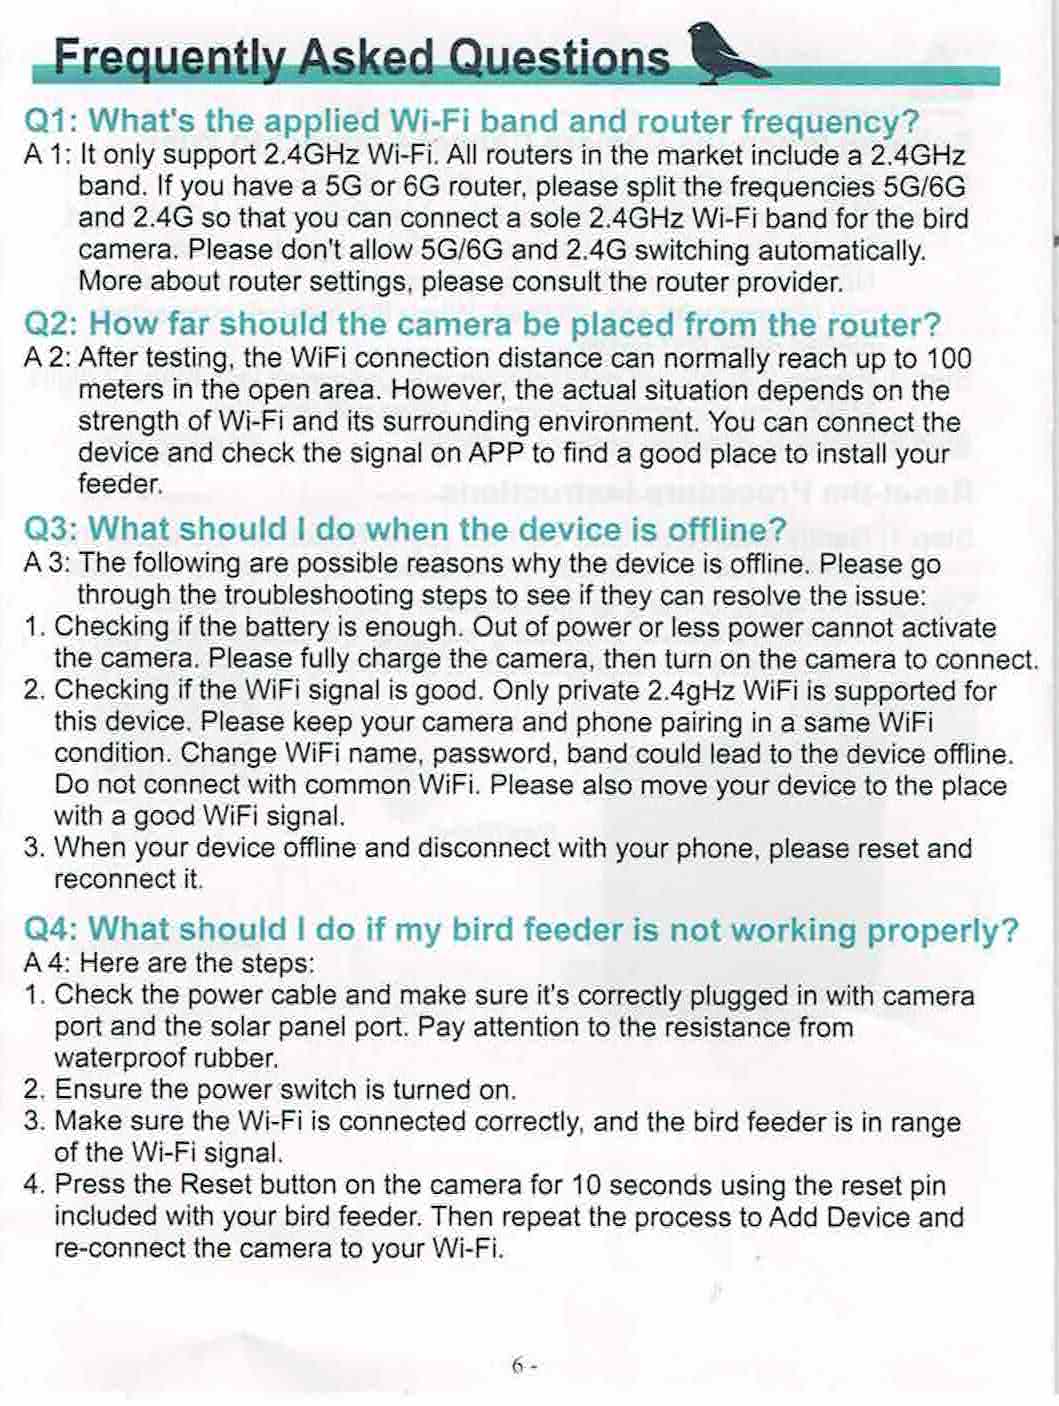 Frequently Asked Questions
Q1: What's the applied Wi-Fi band and router frequency?
A 1: It only support 2.4GHz Wi-Fi. All routers in the market include a 2.4GHz
band. If you have a 5G or 6G router, please split the frequencies 5G/6G
and 2.4G so that you can connect a sole 2.4GHz Wi-Fi band for the bird
camera. Please don't allow 5G/6G and 2.4G switching automatically.
More about router settings, please consult the router provider.
Q2: How far should the camera be placed from the router?
A 2: After testing, the WiFi connection distance can normally reach up to 100
meters in the open area. However, the actual situation depends on the
strength of Wi-Fi and its surrounding environment. You can connect the
device and check the signal on APP to find a good place to install your
feeder.
Q3: What should I do when the device is offline?
A 3: The following are possible reasons why the device is offline. Please go
through the troubleshooting steps to see if they can resolve the issue:
1. Checking if the battery is enough. Out of power or less power cannot activate
the camera. Please fully charge the camera, then turn on the camera to connect.
2. Checking if the WiFi signal is good. Only private 2.4gHz WiFi is supported for
this device. Please keep your camera and phone pairing in a same WiFi
condition. Change WiFi name, password, band could lead to the device offline.
Do not connect with common WiFi. Please also move your device to the place
with a good WiFi signal.
3. When your device offline and disconnect with your phone, please reset and
reconnect it.
Q4: What should I do if my bird feeder is not working properly?
A 4: Here are the steps:
1. Check the power cable and make sure it's correctly plugged in with camera
port and the solar panel port. Pay attention to the resistance from
waterproof rubber.
2. Ensure the power switch is turned on.
3. Make sure the Wi-Fi is connected correctly, and the bird feeder is in range
of the Wi-Fi signal.
4. Press the Reset button on the camera for 10 seconds using the reset pin
included with your bird feeder. Then repeat the process to Add Device and
re-connect the camera to your Wi-Fi.
6 -